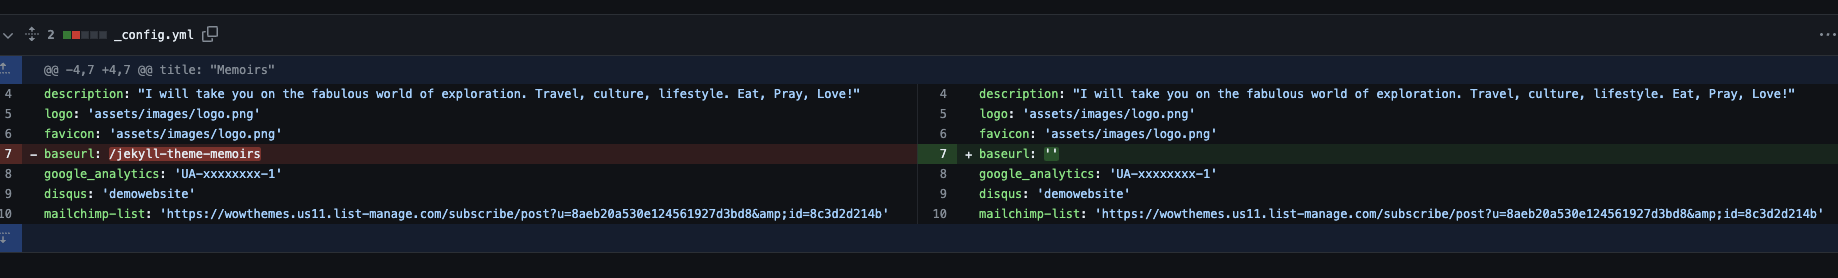 2 _config.yml
@@ -4,7 +4,7 @@ title: "Memoirs"
4 description: "I will take you on the fabulous world of exploration. Travel, culture, lifestyle. Eat, Pray, Love!"
5 logo: 'assets/images/logo.png'
6 favicon: 'assets/images/logo.png'
7 - baseurl: /jekyll-theme-memoirs
8 google_analytics: 'UA-xxxxxxxx-1'
9 disqus: 'demowebsite'
10 mailchimp-list: 'https://wowthemes.us11.list-manage.com/subscribe/post?u=8aeb20a530e124561927d3bd8&amp;id=8c3d2d214b'
4 description: "I will take you on the fabulous world of exploration. Travel, culture, lifestyle. Eat, Pray, Love!"
5 logo: 'assets/images/logo.png'
6 favicon: 'assets/images/logo.png'
7 + baseurl: ''
8 google_analytics: 'UA-xxxxxxxx-1'
9 disqus: 'demowebsite'
10 mailchimp-list: 'https://wowthemes.us11.list-manage.com/subscribe/post?u=8aeb20a530e124561927d3bd8&amp;id=8c3d2d214b'